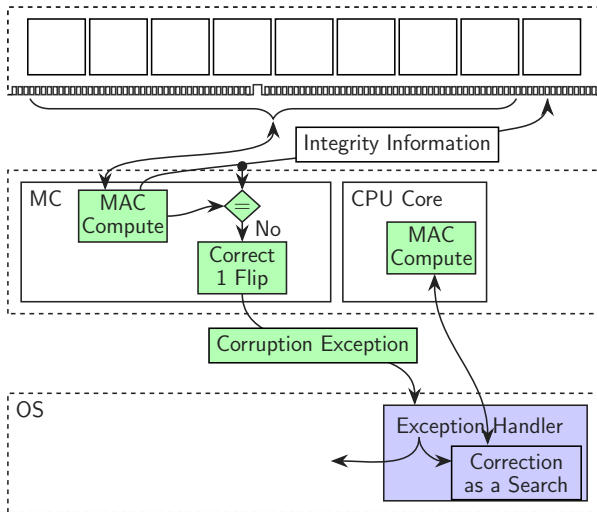 Integrity Information
MC
MAC
Compute
=
No
Correct
1 Flip
CPU Core
MAC
Compute
Corruption Exception
OS
Exception Handler
Correction
as a Search